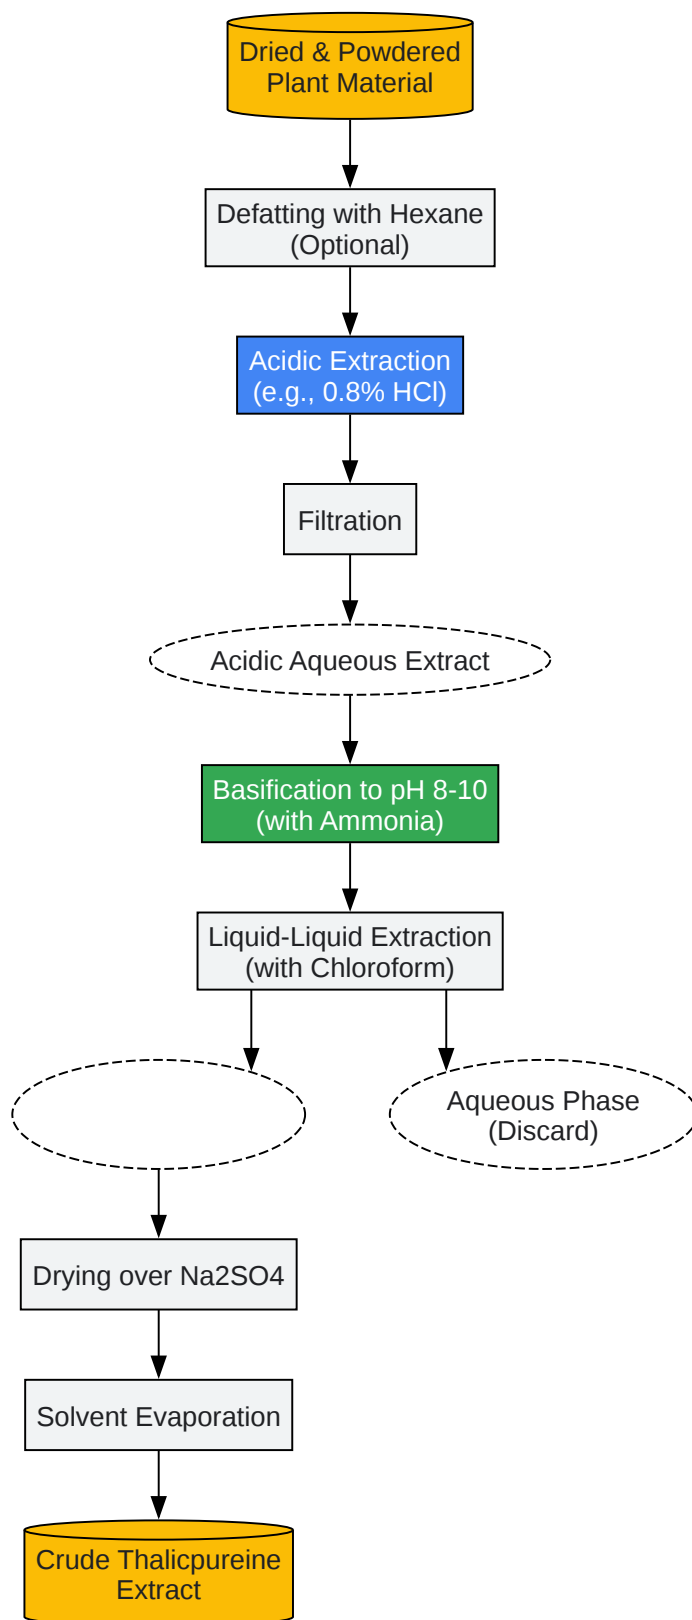 Dried & Powdered
Plant Material
Defatting with Hexane
(Optional)
Acidic Extraction
(e.g., 0.8% HCl)
Filtration
Acidic Aqueous Extract
Basification to pH 8-10
(with Ammonia)
Liquid-Liquid Extraction
(with Chloroform)
Aqueous Phase
(Discard)
Drying over Na2SO4
Solvent Evaporation
Crude Thalicpureine
Extract